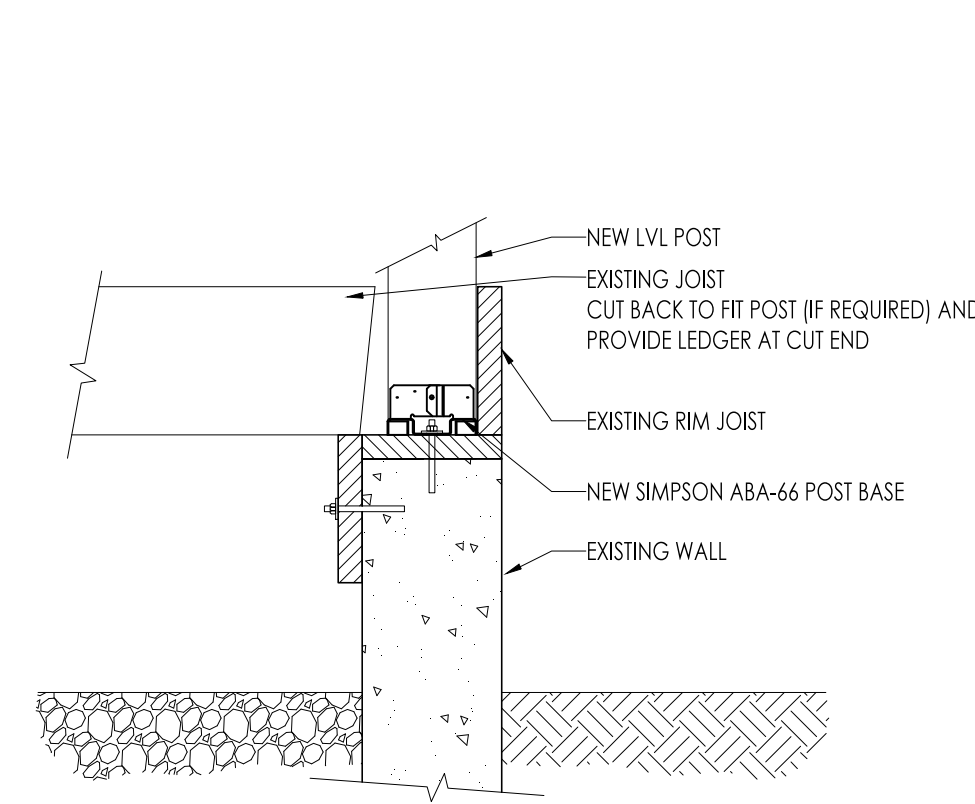 NEW LVL POST
EXISTING JOIST
CUT BACK TO FIT POST (IF REQUIRED) AND
PROVIDE LEDGER AT CUT END
EXISTING RIM JOIST
NEW SIMPSON ABA-66 POST BASE
EXISTING WALL